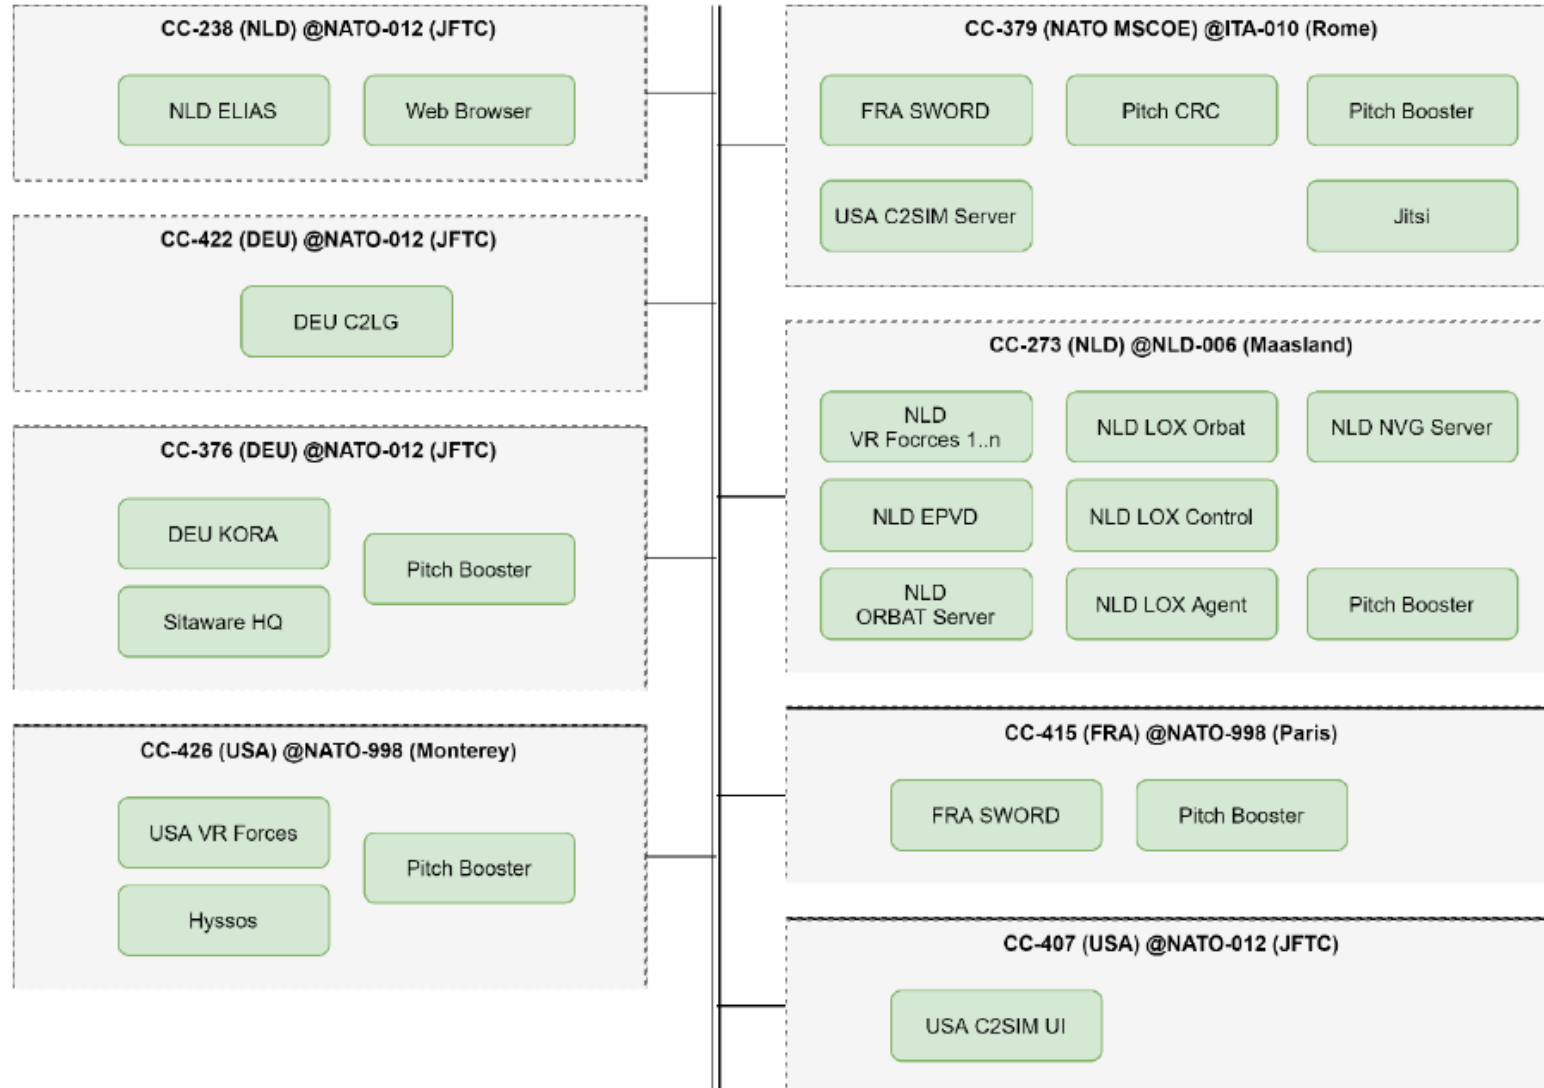 CC-238 (NLD) @NATO-012 (JFTC)
NLD ELIAS
Web Browser
CC-422 (DEU) @NATO-012 (JFTC)
DEU C2LG
CC-376 (DEU) @NATO-012 (JFTC)
DEU KORA
Pitch Booster
Sitaware HQ
CC-426 (USA) @NATO-998 (Monterey)
USA VR Forces
Pitch Booster
Hyssos
CC-379 (NATO MSCOE) @ITA-010 (Rome)
FRA SWORD
Pitch CRC
Pitch Booster
USA C2SIM Server
Jitsi
CC-273 (NLD) @NLD-006 (Maasland)
NLD
VR Focrces 1..n
NLD LOX Orbat
NLD NVG Server
NLD EPVD
NLD LOX Control
NLD
ORBAT Server
NLD LOX Agent
Pitch Booster
CC-415 (FRA) @NATO-998 (Paris)
FRA SWORD
Pitch Booster
CC-407 (USA) @NATO-012 (JFTC)
USA C2SIM UI